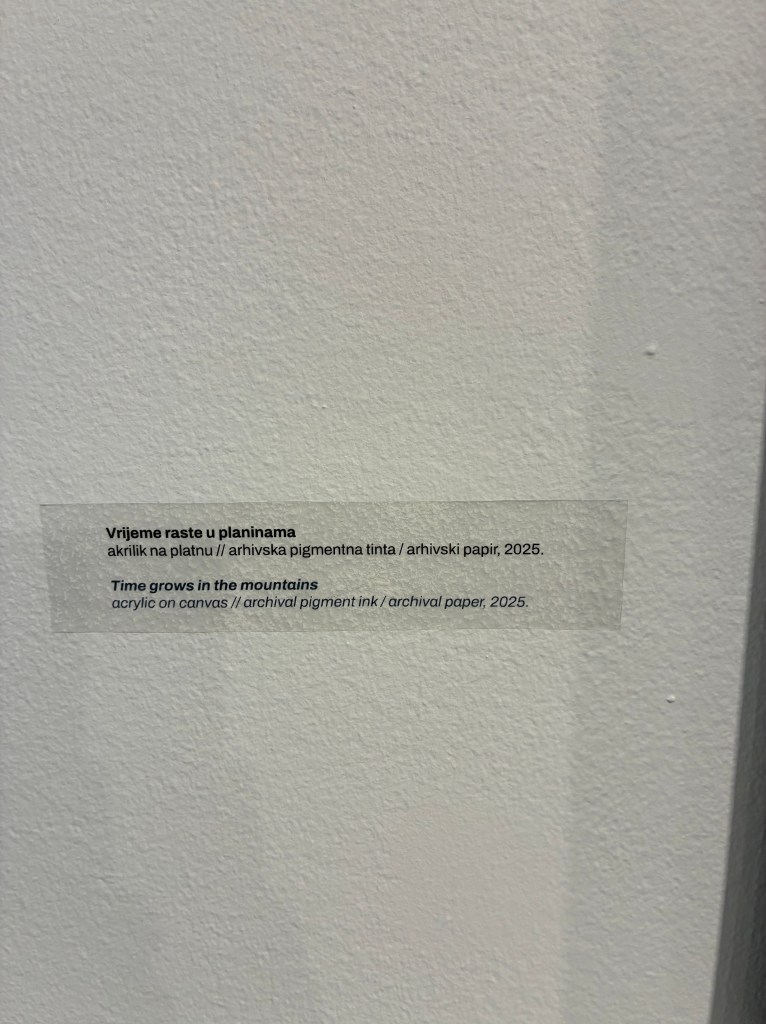 Vrijeme raste u planinama
akrilik na platnu // arhivska pigmentna tinta / arhivski papir, 2025.
Time grows in the mountains
acrylic on canvas // archival pigment ink / archival paper, 2025.